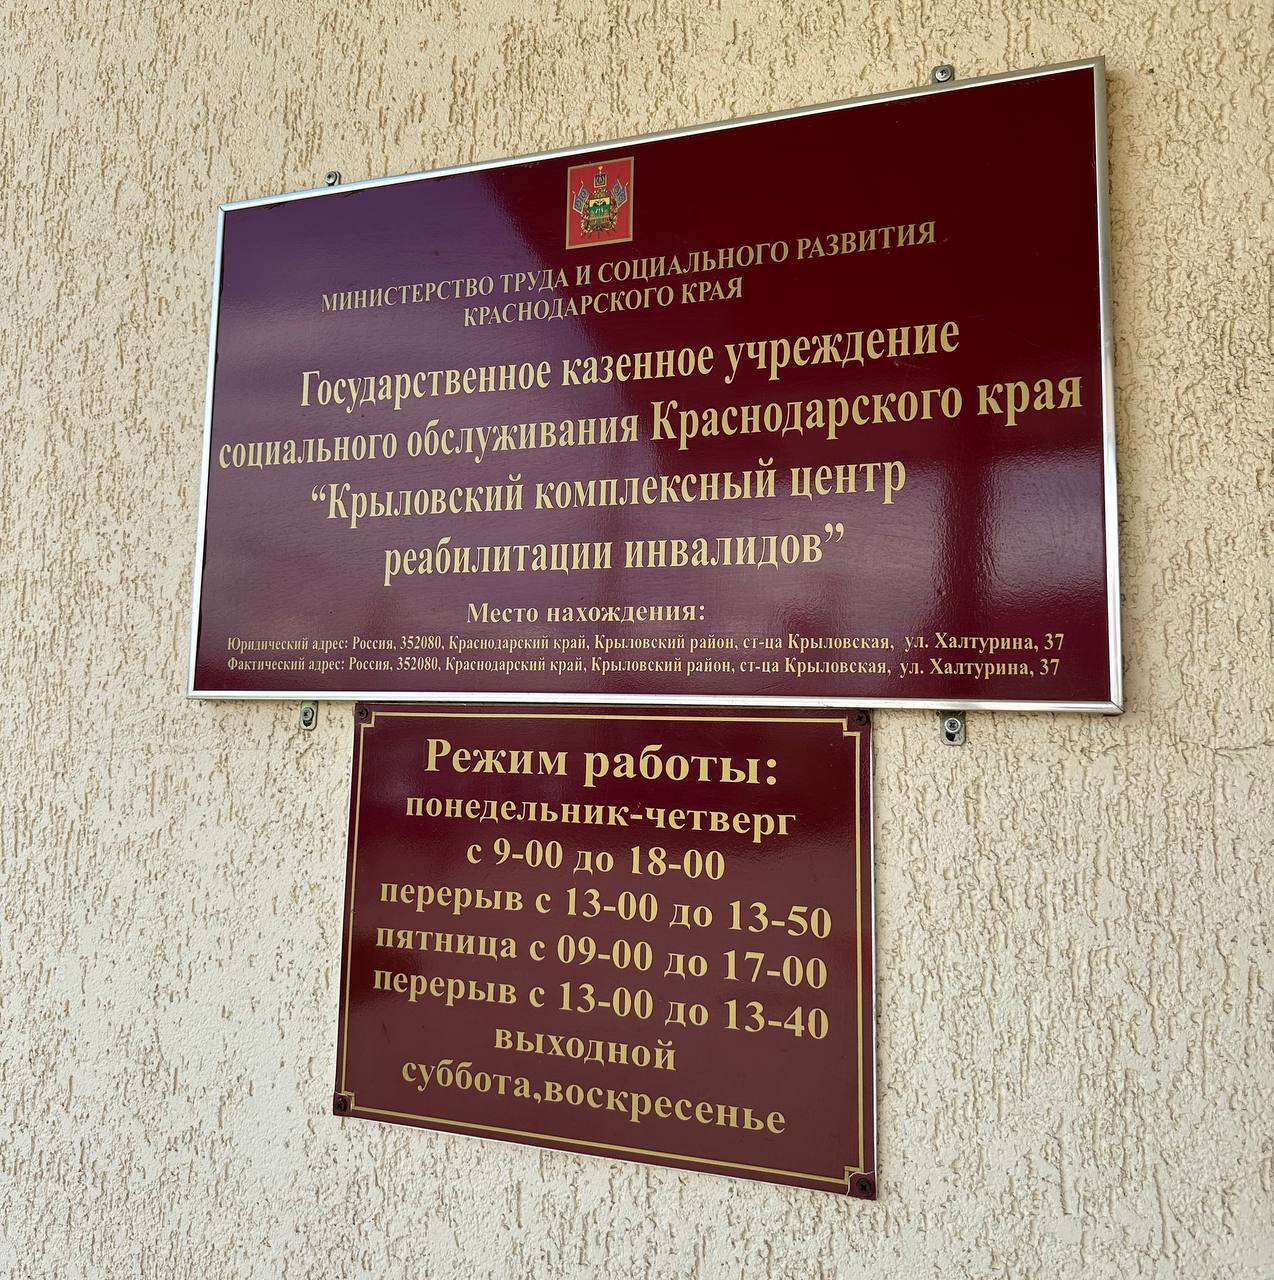 МИНИСТЕРСТВО ТРУДА И СОЦИАЛЬНОГО РАЗВИТИЯ
КРАСНОДАРСКОГО КРАЯ
Государственное казенное учреждение
социального обслуживания Краснодарского края
“Крыловский комплексный центр
реабилитации инвалидов”
Место нахождения:
Юридический адрес: Россия, 352080, Краснодарский край, Крыловский район, ст-ца Крыловская, ул. Халтурина, 37
Фактический адрес: Россия, 352080, Краснодарский край, Крыловский район, ст-ца Крыловская, ул. Халтурина, 37
Режим работы:
понедельник-четверг
с 9-00 до 18-00
перерыв с 13-00 до 13-50
пятница с 09-00 до 17-00
перерыв с 13-00 до 13-40
выходной
суббота,воскресенье